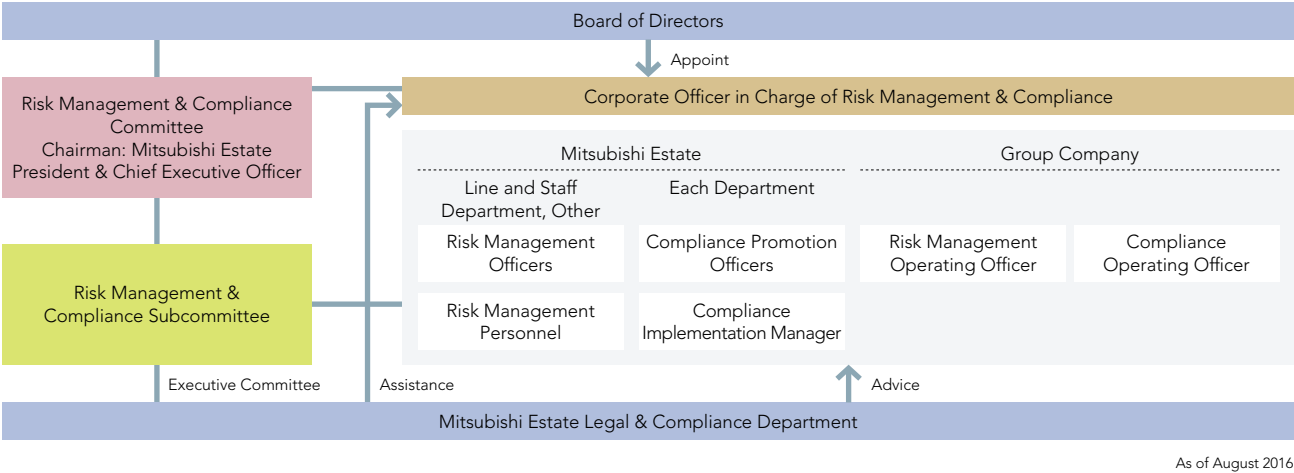 Board of Directors
Appoint
Risk Management & Compliance
Committee
Chairman: Mitsubishi Estate
President & Chief Executive Officer
Corporate Officer in Charge of Risk Management & Compliance
Mitsubishi Estate
Group Company
Line and Staff
Department, Other
Each Department
Risk Management
Officers
Compliance Promotion
Officers
Risk Management
Operating Officer
Compliance
Operating Officer
Risk Management &
Compliance Subcommittee
Risk Management
Personnel
Compliance
Implementation Manager
Executive Committee
Assistance
Advice
Mitsubishi Estate Legal & Compliance Department
As of August 2016